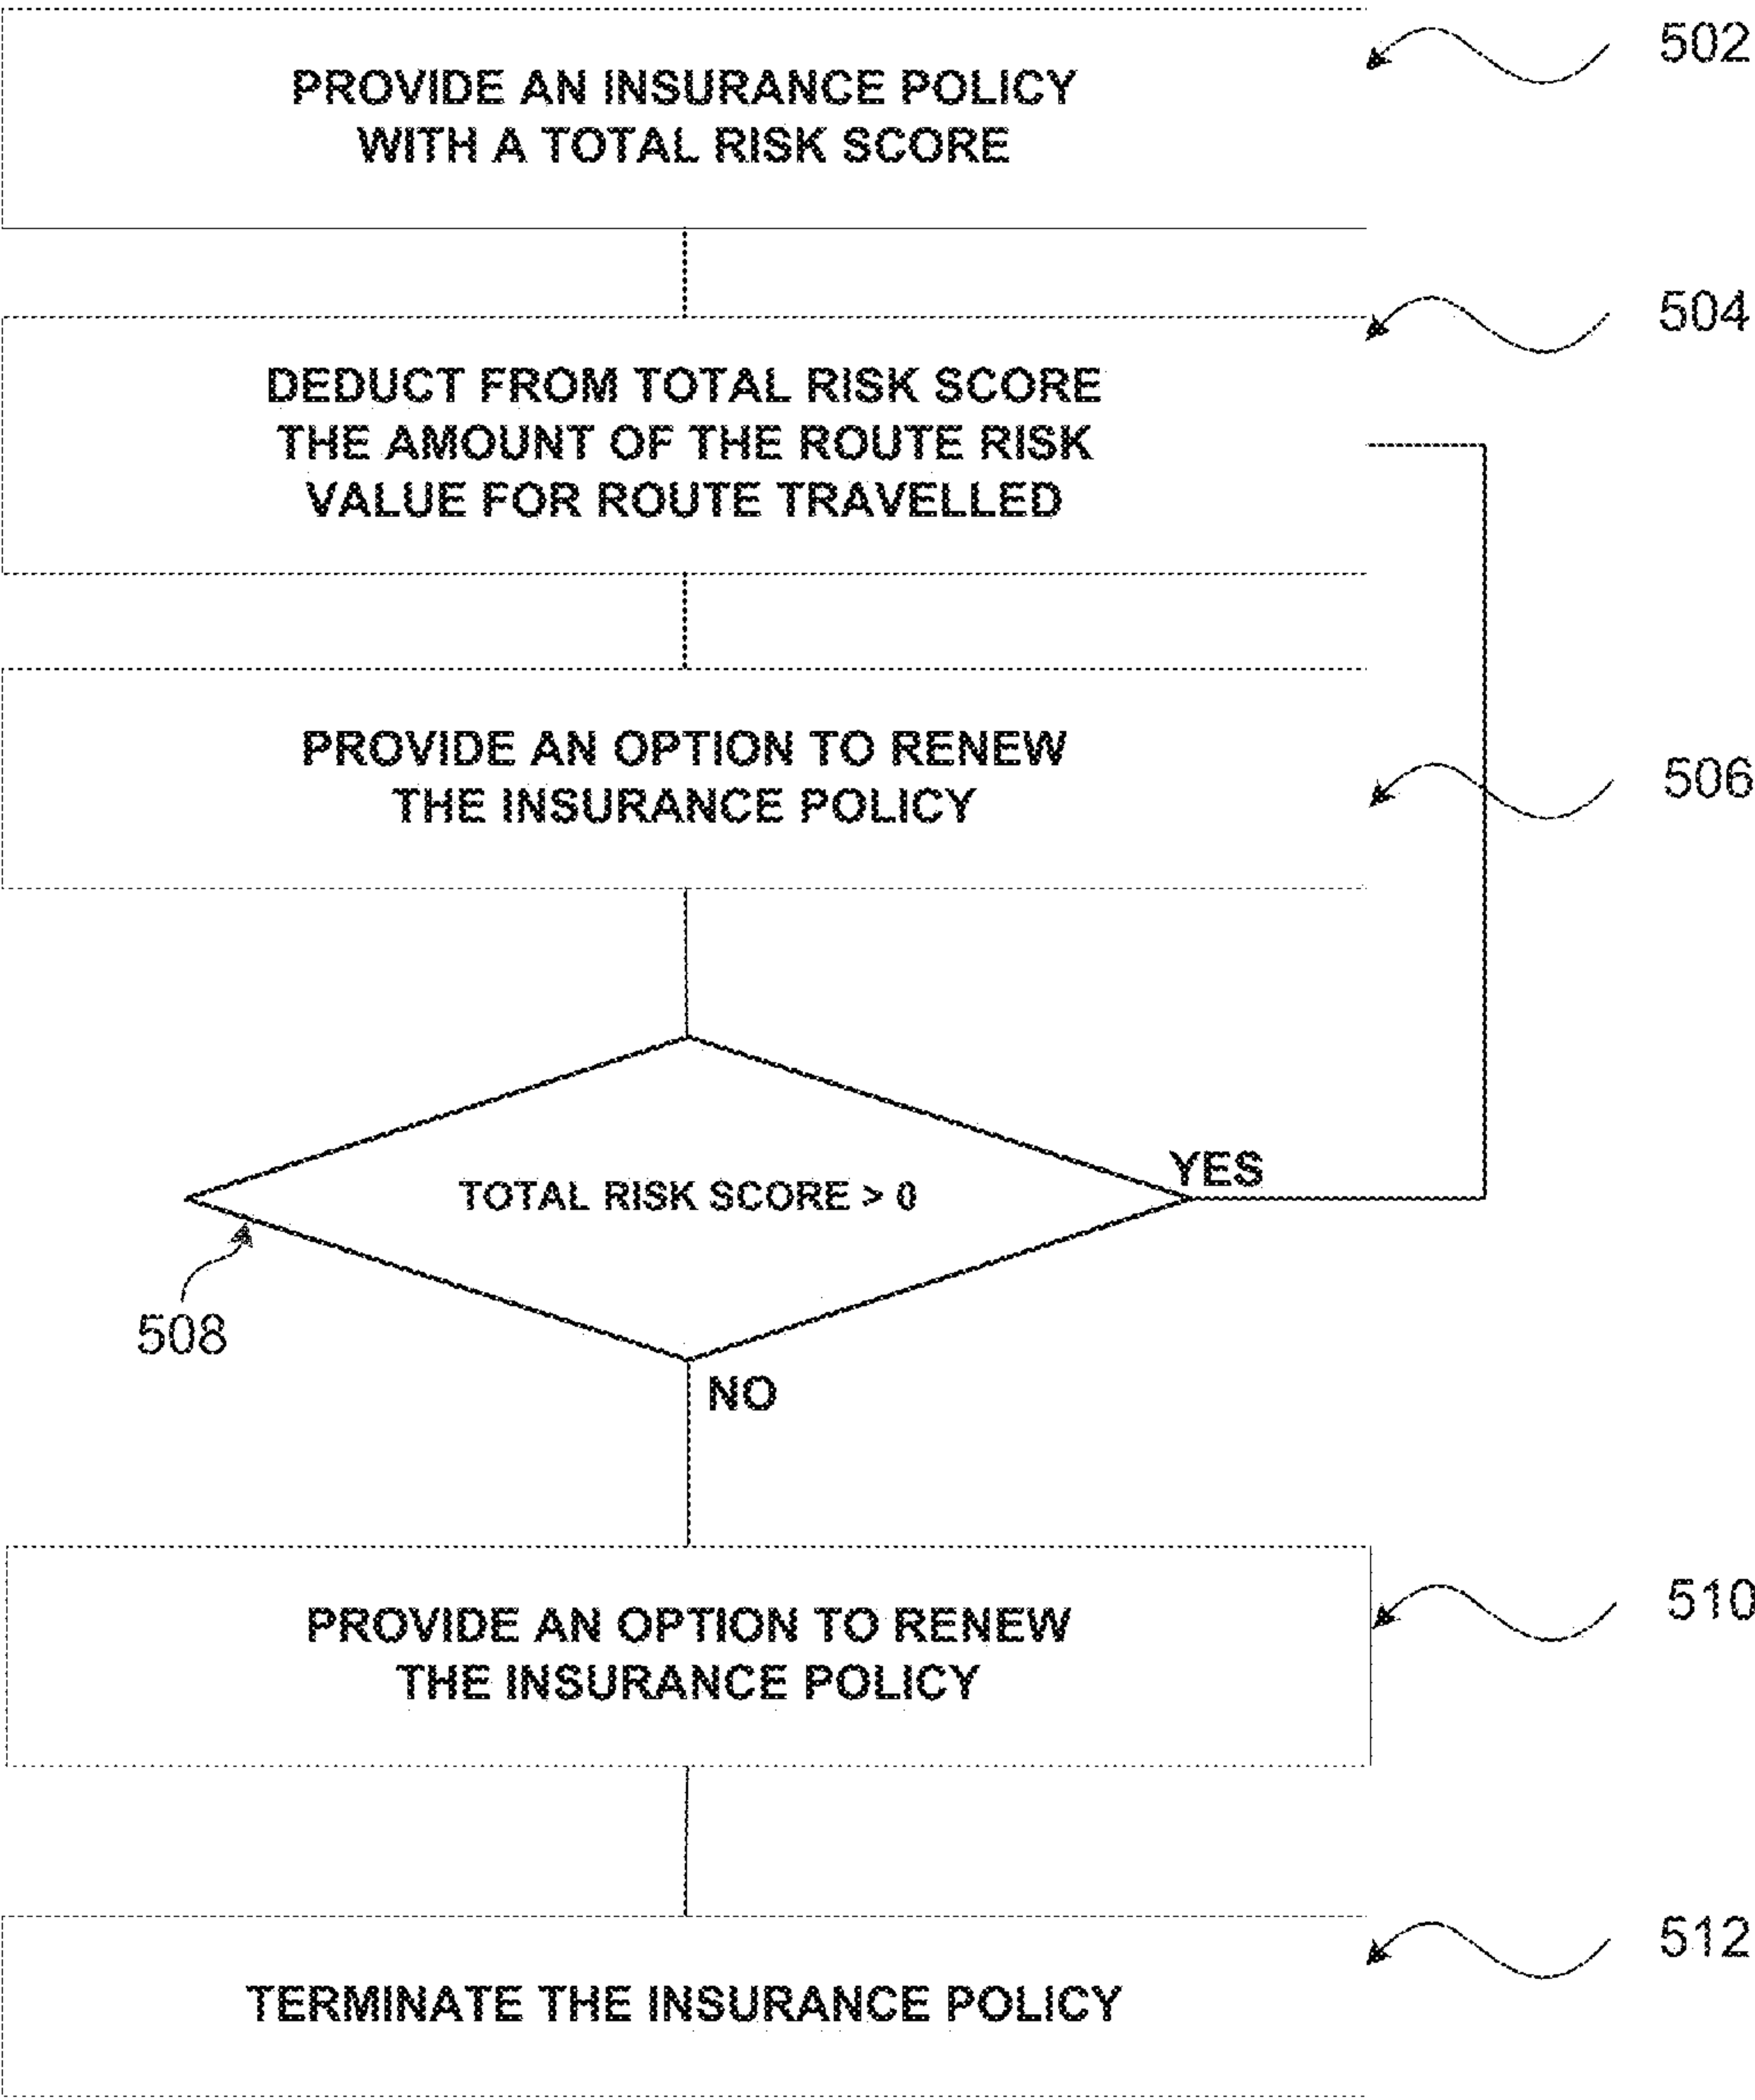 502
PROVIDE AN INSURANCE POLICY
WITH A TOTAL RISK SCORE
504
DEDUCT FROM TOTAL RISK SCORE
THE AMOUNT OF THE ROUTE RISK
VALUE FOR ROUTE TRAVELLED
506
PROVIDE AN OPTION TO RENEW
THE INSURANCE POLICY
YES
TOTAL RISK SCORE > 0
508
NO
510
PROVIDE AN OPTION TO RENEW
THE INSURANCE POLICY
512
TERMINATE THE INSURANCE POLICY